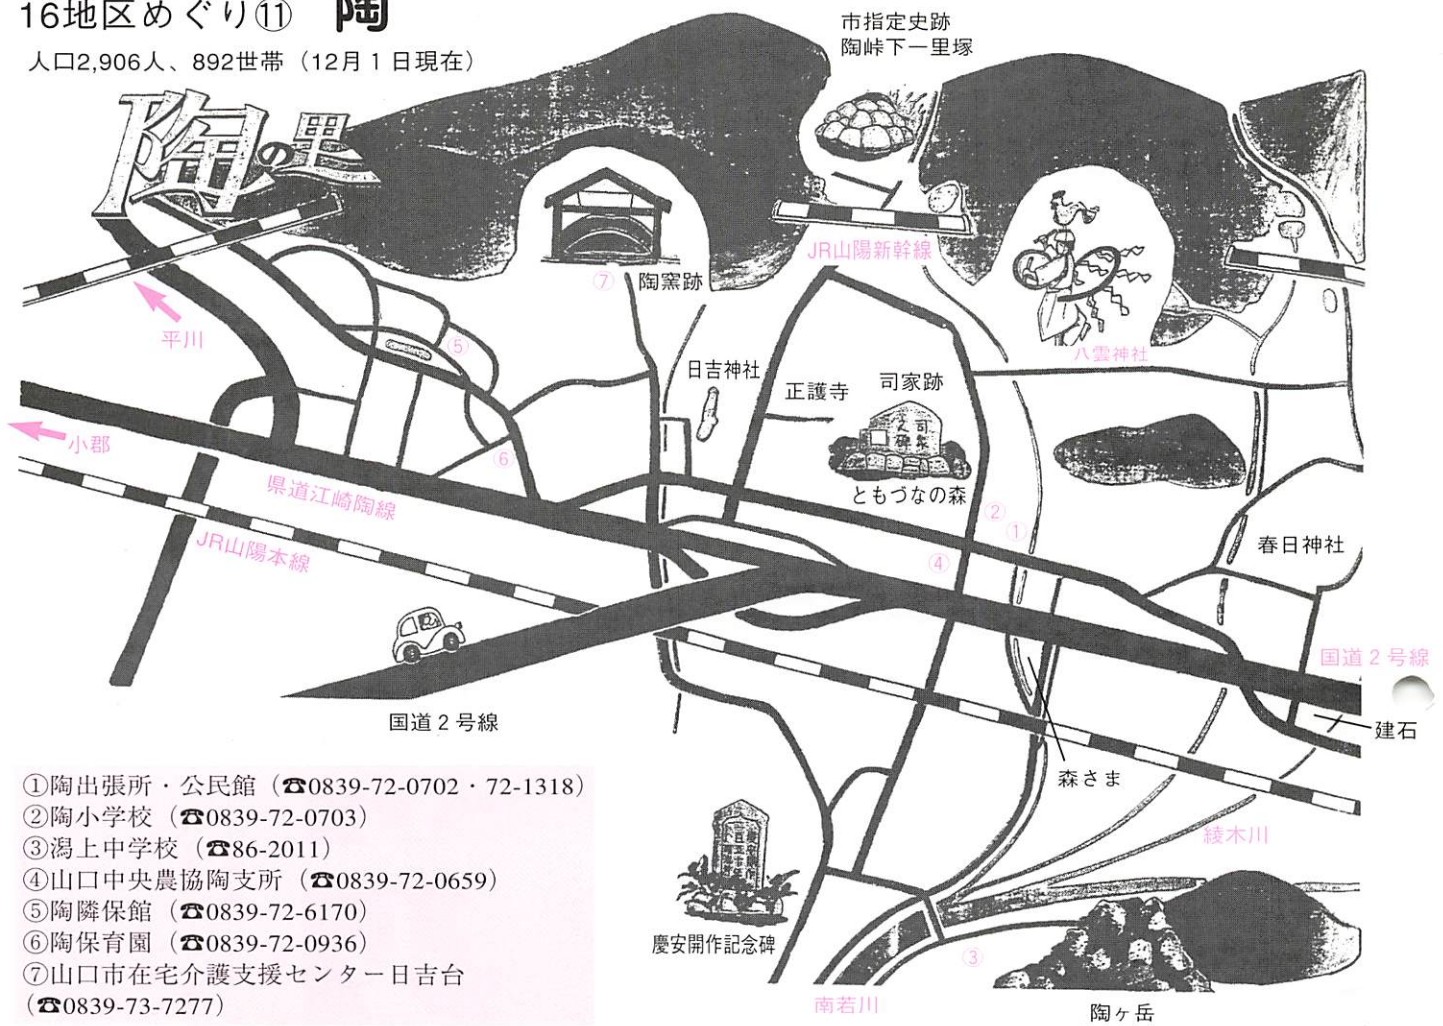 16地区めぐり⑪ 陶
人口2,906人、892世帯（12月1日現在）
陶の里
市指定史跡
陶峠下一里塚
JR山陽新幹線
⑦
陶窯跡
平川
⑤
八雲神社
日吉神社
正護寺
司家跡
司家
之碑
ともづなの森
小郡
⑥
県道江崎陶線
②
①
④
JR山陽本線
春日神社
国道2号線
国道2号線
建石
森さま
綾木川
慶安開作記念碑
③
南若川
陶ヶ岳
①陶出張所・公民館（☎0839-72-0702・72-1318）
②陶小学校（☎0839-72-0703）
③潟上中学校（☎86-2011）
④山口中央農協陶支所（☎0839-72-0659）
⑤陶隣保館（☎0839-72-6170）
⑥陶保育園（☎0839-72-0936）
⑦山口市在宅介護支援センター日吉台
（☎0839-73-7277）